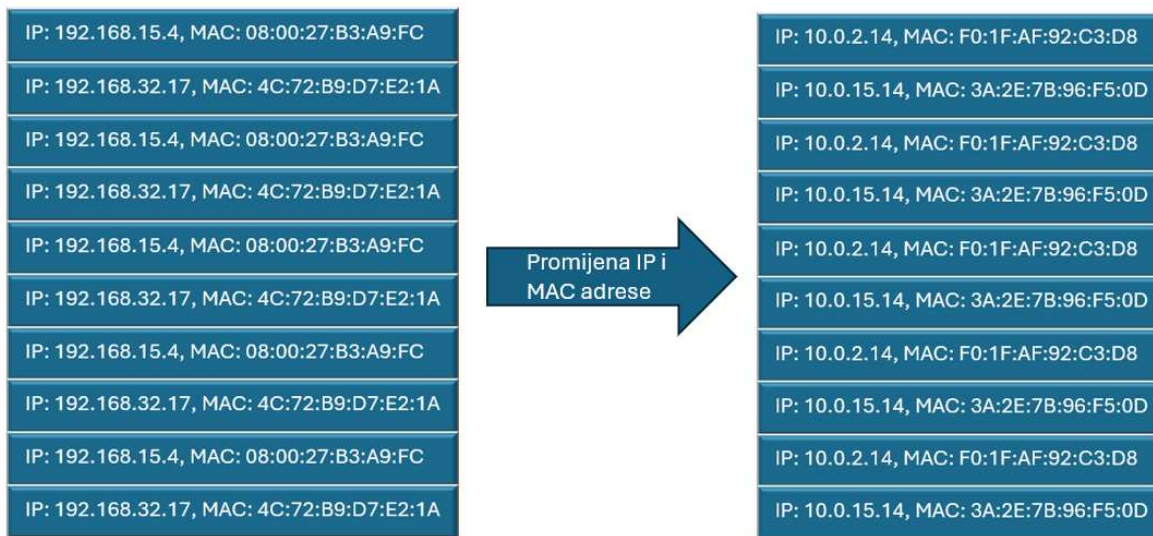 IP: 192.168.15.4, MAC: 08:00:27:B3:A9:FC
IP: 192.168.32.17, MAC: 4C:72:B9:D7:E2:1A
IP: 192.168.15.4, MAC: 08:00:27:B3:A9:FC
IP: 192.168.32.17, MAC: 4C:72:B9:D7:E2:1A
IP: 192.168.15.4, MAC: 08:00:27:B3:A9:FC
IP: 192.168.32.17, MAC: 4C:72:B9:D7:E2:1A
IP: 192.168.15.4, MAC: 08:00:27:B3:A9:FC
IP: 192.168.32.17, MAC: 4C:72:B9:D7:E2:1A
IP: 192.168.15.4, MAC: 08:00:27:B3:A9:FC
IP: 192.168.32.17, MAC: 4C:72:B9:D7:E2:1A
Promijena IP i
MAC adrese
IP: 10.0.2.14, MAC: F0:1F:AF:92:C3:D8
IP: 10.0.15.14, MAC: 3A:2E:7B:96:F5:0D
IP: 10.0.2.14, MAC: F0:1F:AF:92:C3:D8
IP: 10.0.15.14, MAC: 3A:2E:7B:96:F5:0D
IP: 10.0.2.14, MAC: F0:1F:AF:92:C3:D8
IP: 10.0.15.14, MAC: 3A:2E:7B:96:F5:0D
IP: 10.0.2.14, MAC: F0:1F:AF:92:C3:D8
IP: 10.0.15.14, MAC: 3A:2E:7B:96:F5:0D
IP: 10.0.2.14, MAC: F0:1F:AF:92:C3:D8
IP: 10.0.15.14, MAC: 3A:2E:7B:96:F5:0D